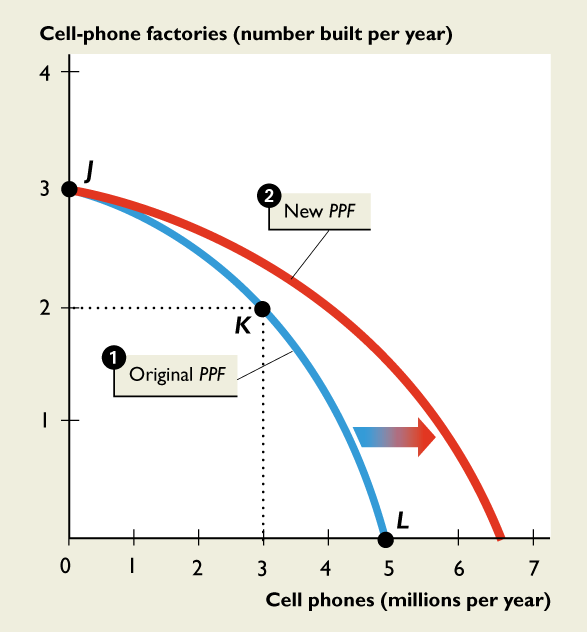 Cell-phone factories (number built per year)
4
J
3
2
New PPF
2
K
1
Original PPF
1
L
0 1 2 3 4 5 6 7
Cell phones (millions per year)